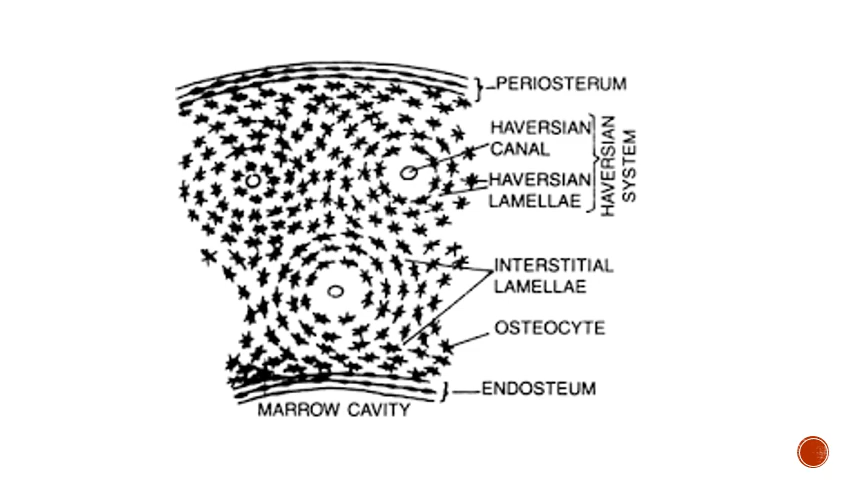 PERIOSTERUM
HAVERSIAN
CANAL
HAVERSIAN
LAMELLAE
HAVERSIAN
SYSTEM
INTERSTITIAL
LAMELLAE
OSTEOCYTE
ENDOSTEUM
MARROW CAVITY